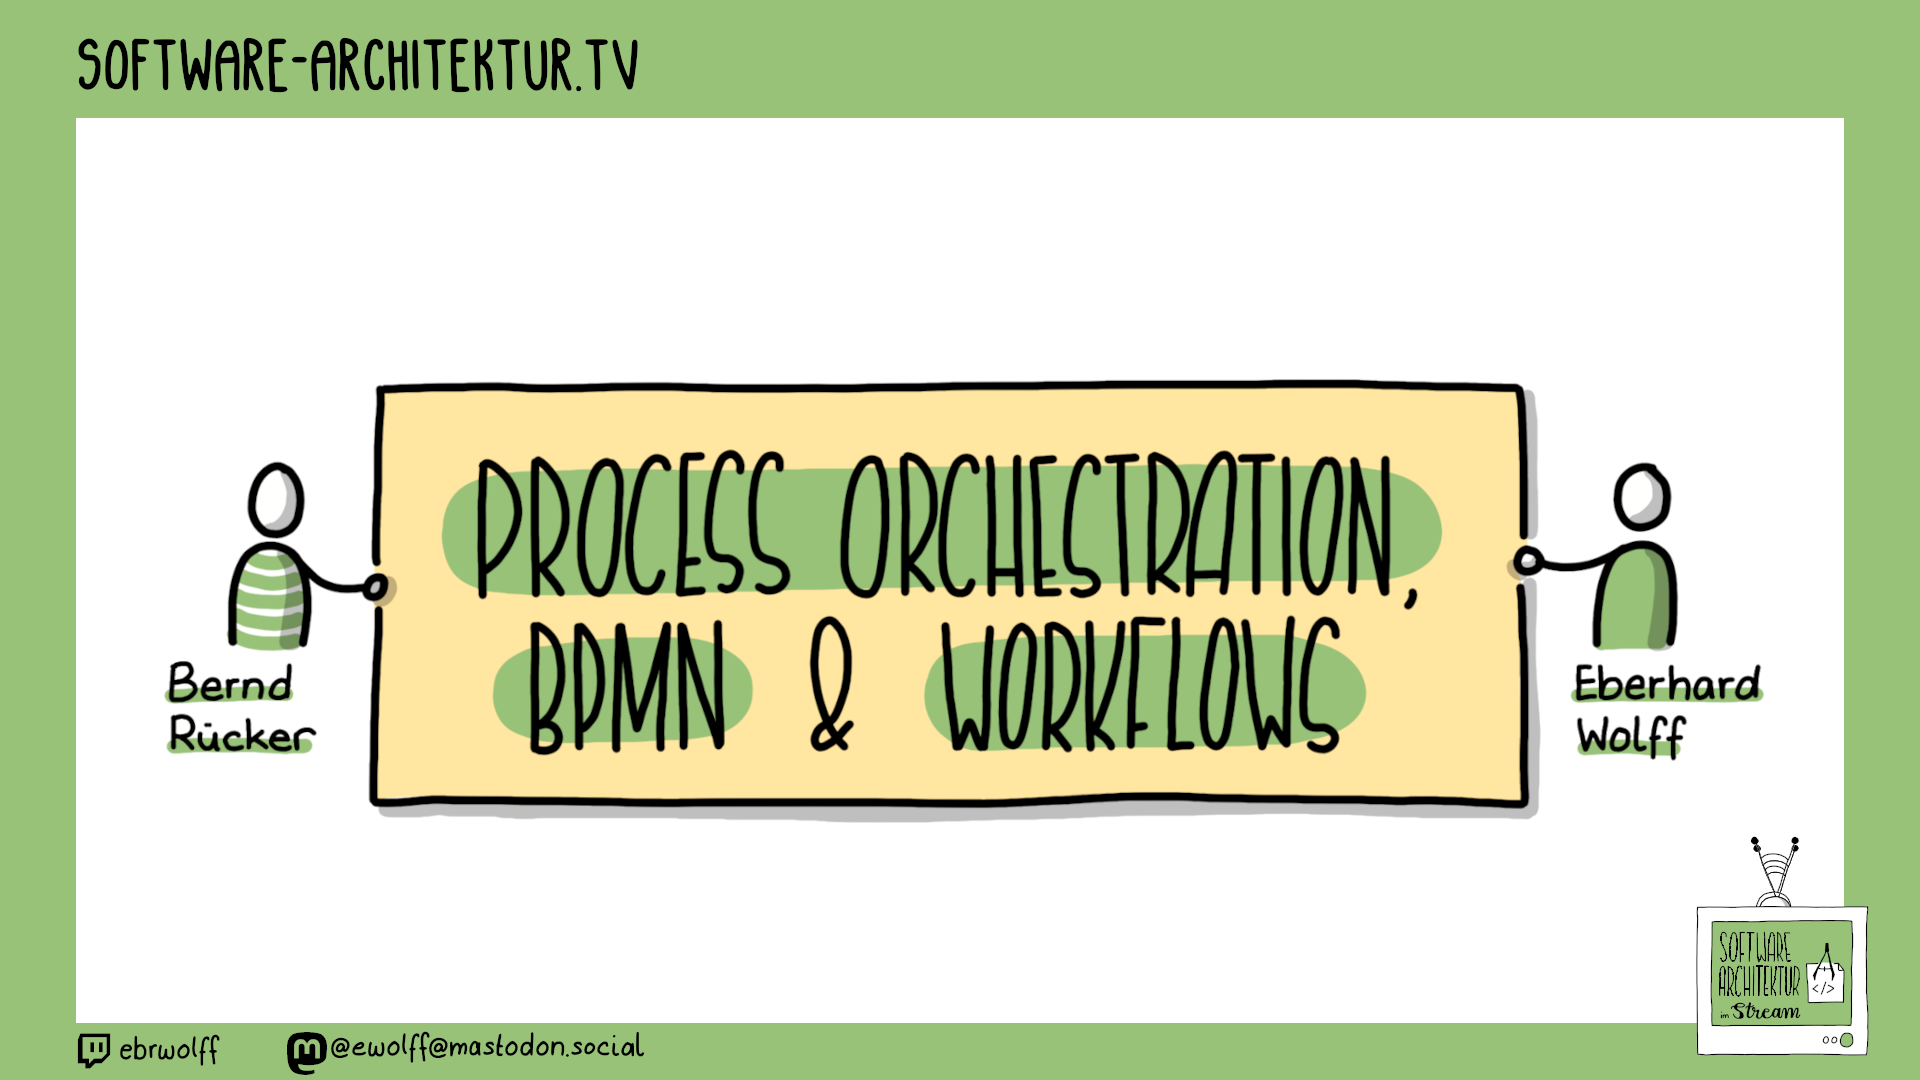 SOFTWARE-ARCHITEKTUR.TV
PROCESS ORCHESTRATION,
BPMN & WORKFLOWS
Bernd
Rücker
Eberhard
Wolff
SOFTWARE
ARCHITEKTUR
</>
im Stream
ebrwolff
@ewolff@mastodon.social